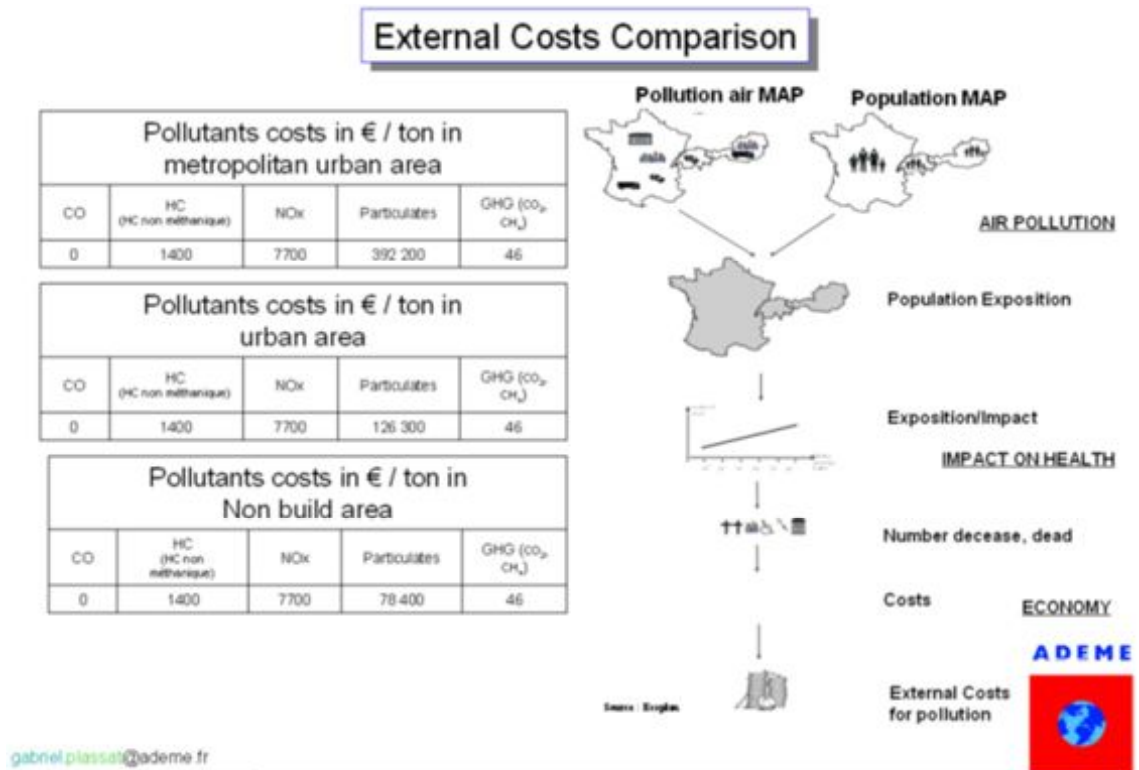 External Costs Comparison
Pollutants costs in € / ton in
metropolitan urban area
CO
HC
(HC non méthanique)
NOx
Particulates
GHG (CO₂,
CH₄)
0
1400
7700
392 200
46
Pollutants costs in € / ton in
urban area
CO
HC
(HC non méthanique)
NOx
Particulates
GHG (CO₂,
CH₄)
0
1400
7700
126 300
46
Pollutants costs in € / ton in
Non build area
CO
HC
(HC non
méthanique)
NOx
Particulates
GHG (CO₂,
CH₄)
0
1400
7700
78 400
46
Pollution air MAP
Population MAP
AIR POLLUTION
Population Exposition
Exposition/Impact
IMPACT ON HEALTH
Number decease, dead
Costs
ECONOMY
ADEME
External Costs
for pollution
Source :
gabriel.plassat@ademe.fr